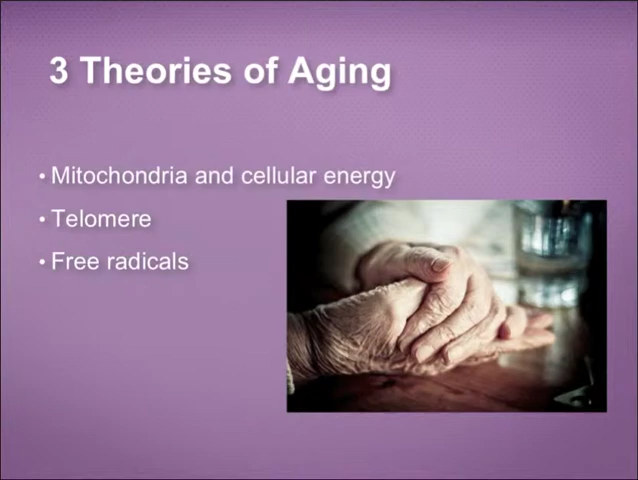 3 Theories of Aging
• Mitochondria and cellular energy
• Telomere
• Free radicals